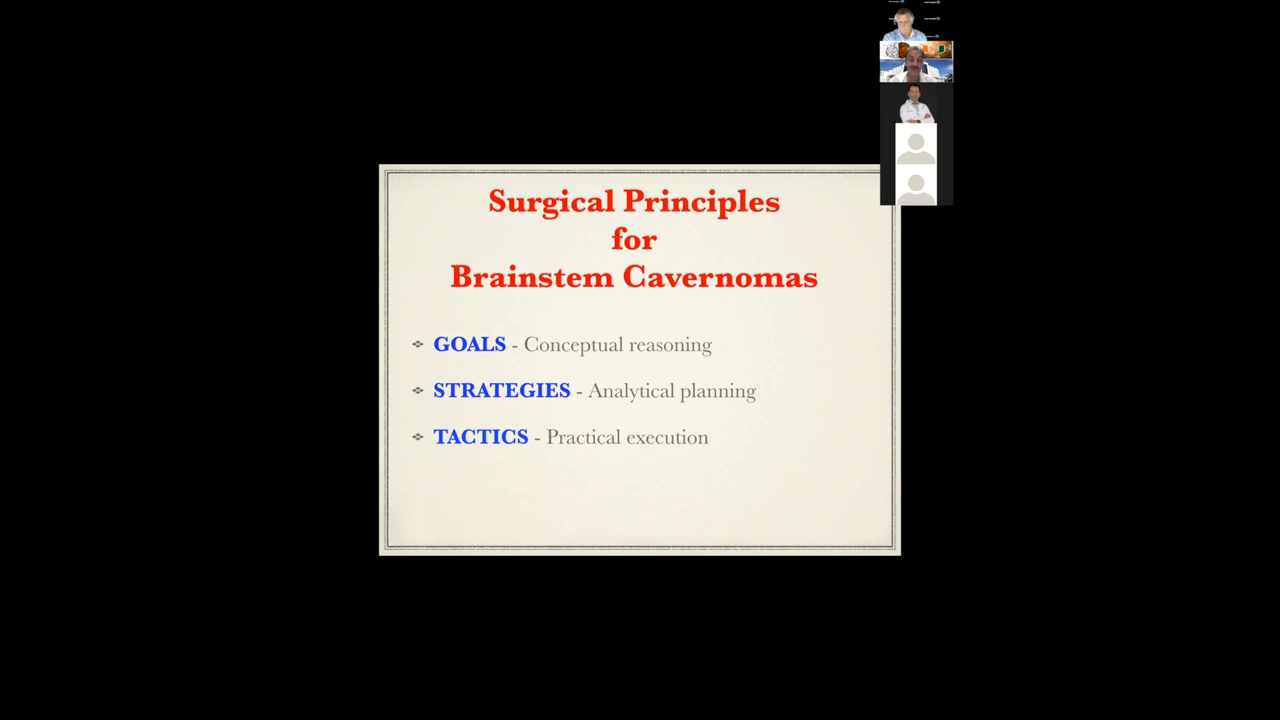 Surgical Principles
for
Brainstem Cavernomas
GOALS - Conceptual reasoning
STRATEGIES - Analytical planning
TACTICS - Practical execution